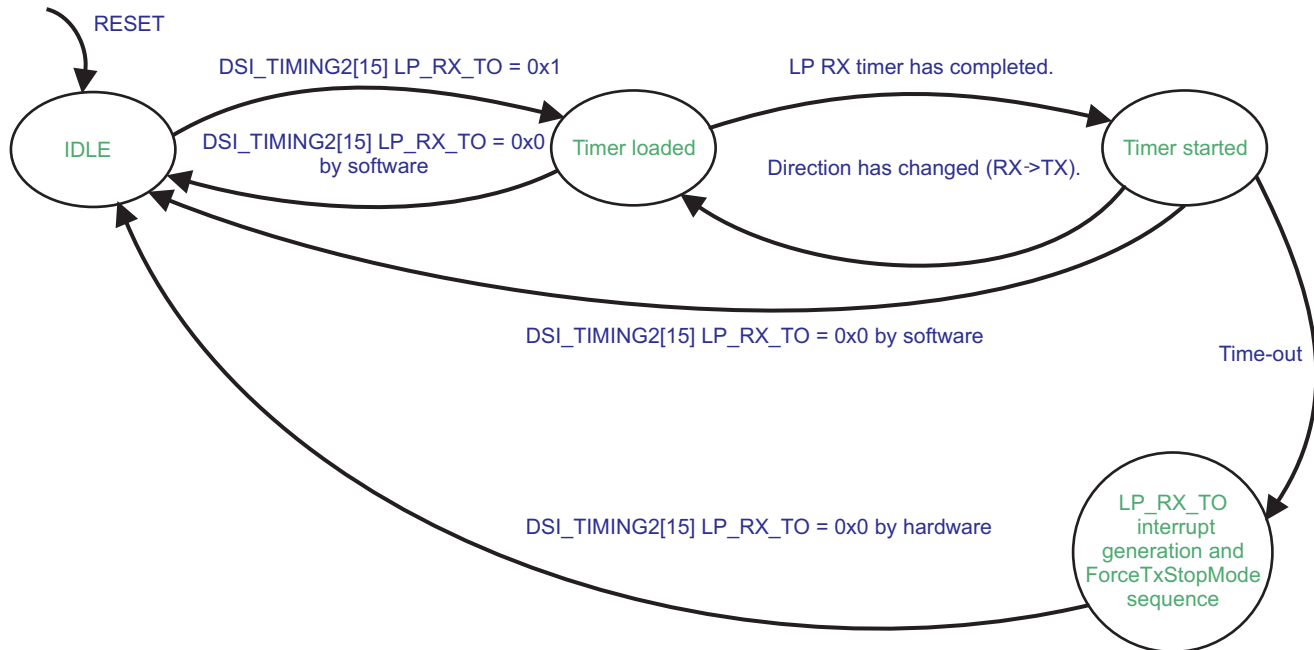 RESET
DSI_TIMING2[15] LP_RX_TO = 0x1
LP RX timer has completed.
IDLE
DSI_TIMING2[15] LP_RX_TO = 0x0
by software
Timer loaded
Direction has changed (RX->TX).
Timer started
DSI_TIMING2[15] LP_RX_TO = 0x0 by software
Time-out
DSI_TIMING2[15] LP_RX_TO = 0x0 by hardware
LP_RX_TO
interrupt
generation and
ForceTxStopMode
sequence